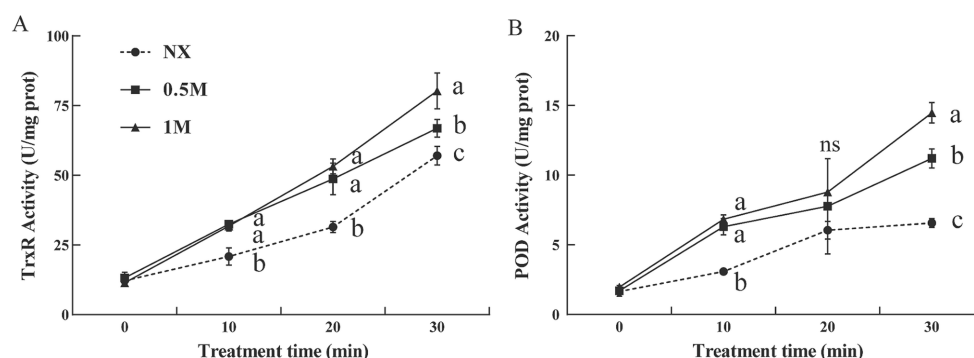 A
TrxR Activity (U/mg prot)
100
75
50
25
0
NX
0.5M
1M
a
a
b
a
a
b
a
b
c
0
10
20
30
Treatment time (min)
B
POD Activity (U/mg prot)
20
15
10
5
0
a
a
b
ns
a
b
c
0
10
20
30
Treatment time (min)